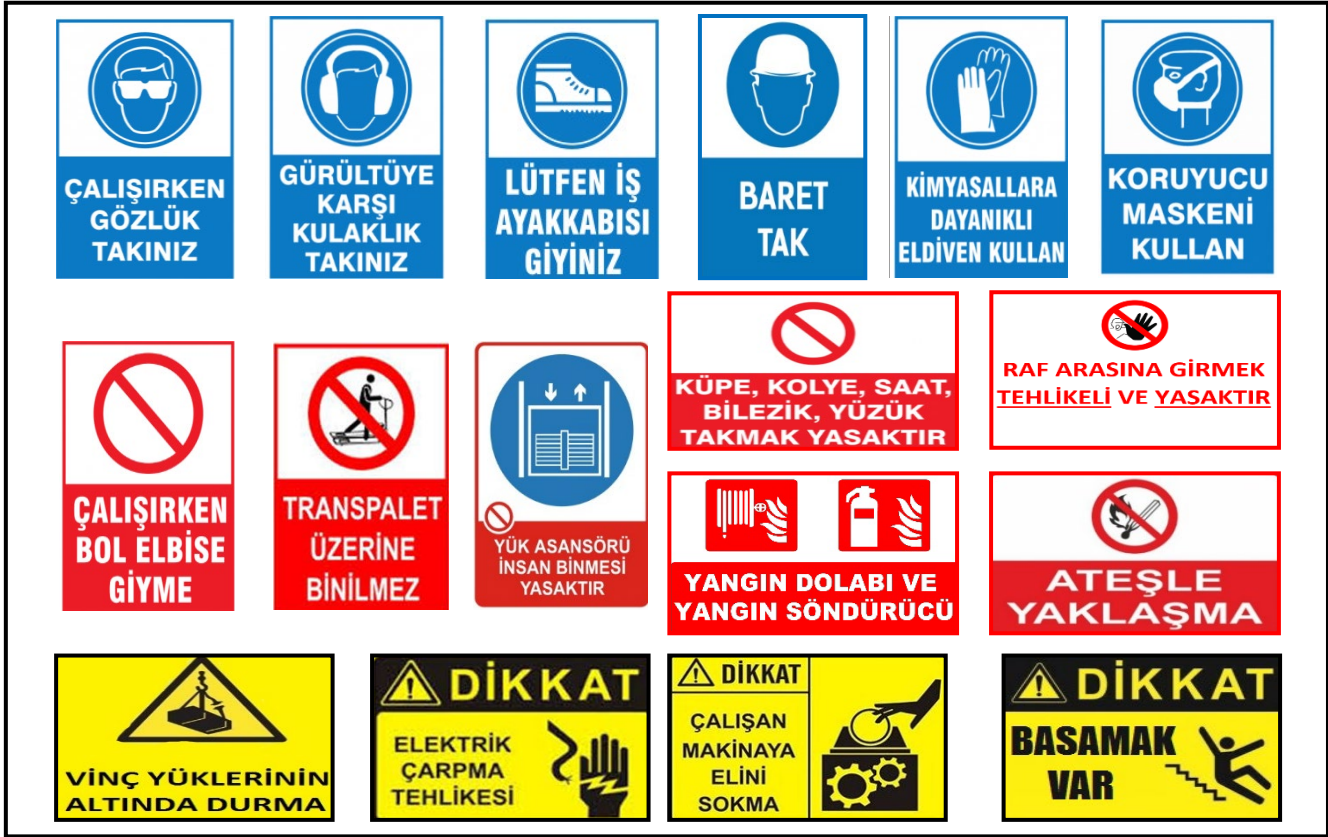 ÇALIŞIRKEN
GÖZLÜK
TAKINIZ
GÜRÜLTÜYE
KARŞI
KULAKLIK
TAKINIZ
LÜTFEN İŞ
AYAKKABISI
GİYİNİZ
BARET
TAK
KİMYASALLARA
DAYANIKLI
ELDİVEN KULLAN
KORUYUCU
MASKENİ
KULLAN
ÇALIŞIRKEN
BOL ELBİSE
GİYME
TRANSPALET
ÜZERİNE
BİNİLMEZ
YÜK ASANSÖRÜ
İNSAN BİNMESİ
YASAKTIR
KÜPE, KOLYE, SAAT,
BİLEZİK, YÜZÜK
TAKMAK YASAKTIR
RAF ARASINA GİRMEK
TEHLİKELİ VE YASAKTIR
YANGIN DOLABI VE
YANGIN SÖNDÜRÜCÜ
ATEŞLE
YAKLAŞMA
VİNÇ YÜKLERİNİN
ALTINDA DURMA
DİKKAT
ELEKTRİK
ÇARPMA
TEHLİKESİ
DİKKAT
ÇALIŞAN
MAKİNAYA
ELİNİ
SOKMA
DİKKAT
BASAMAK
VAR